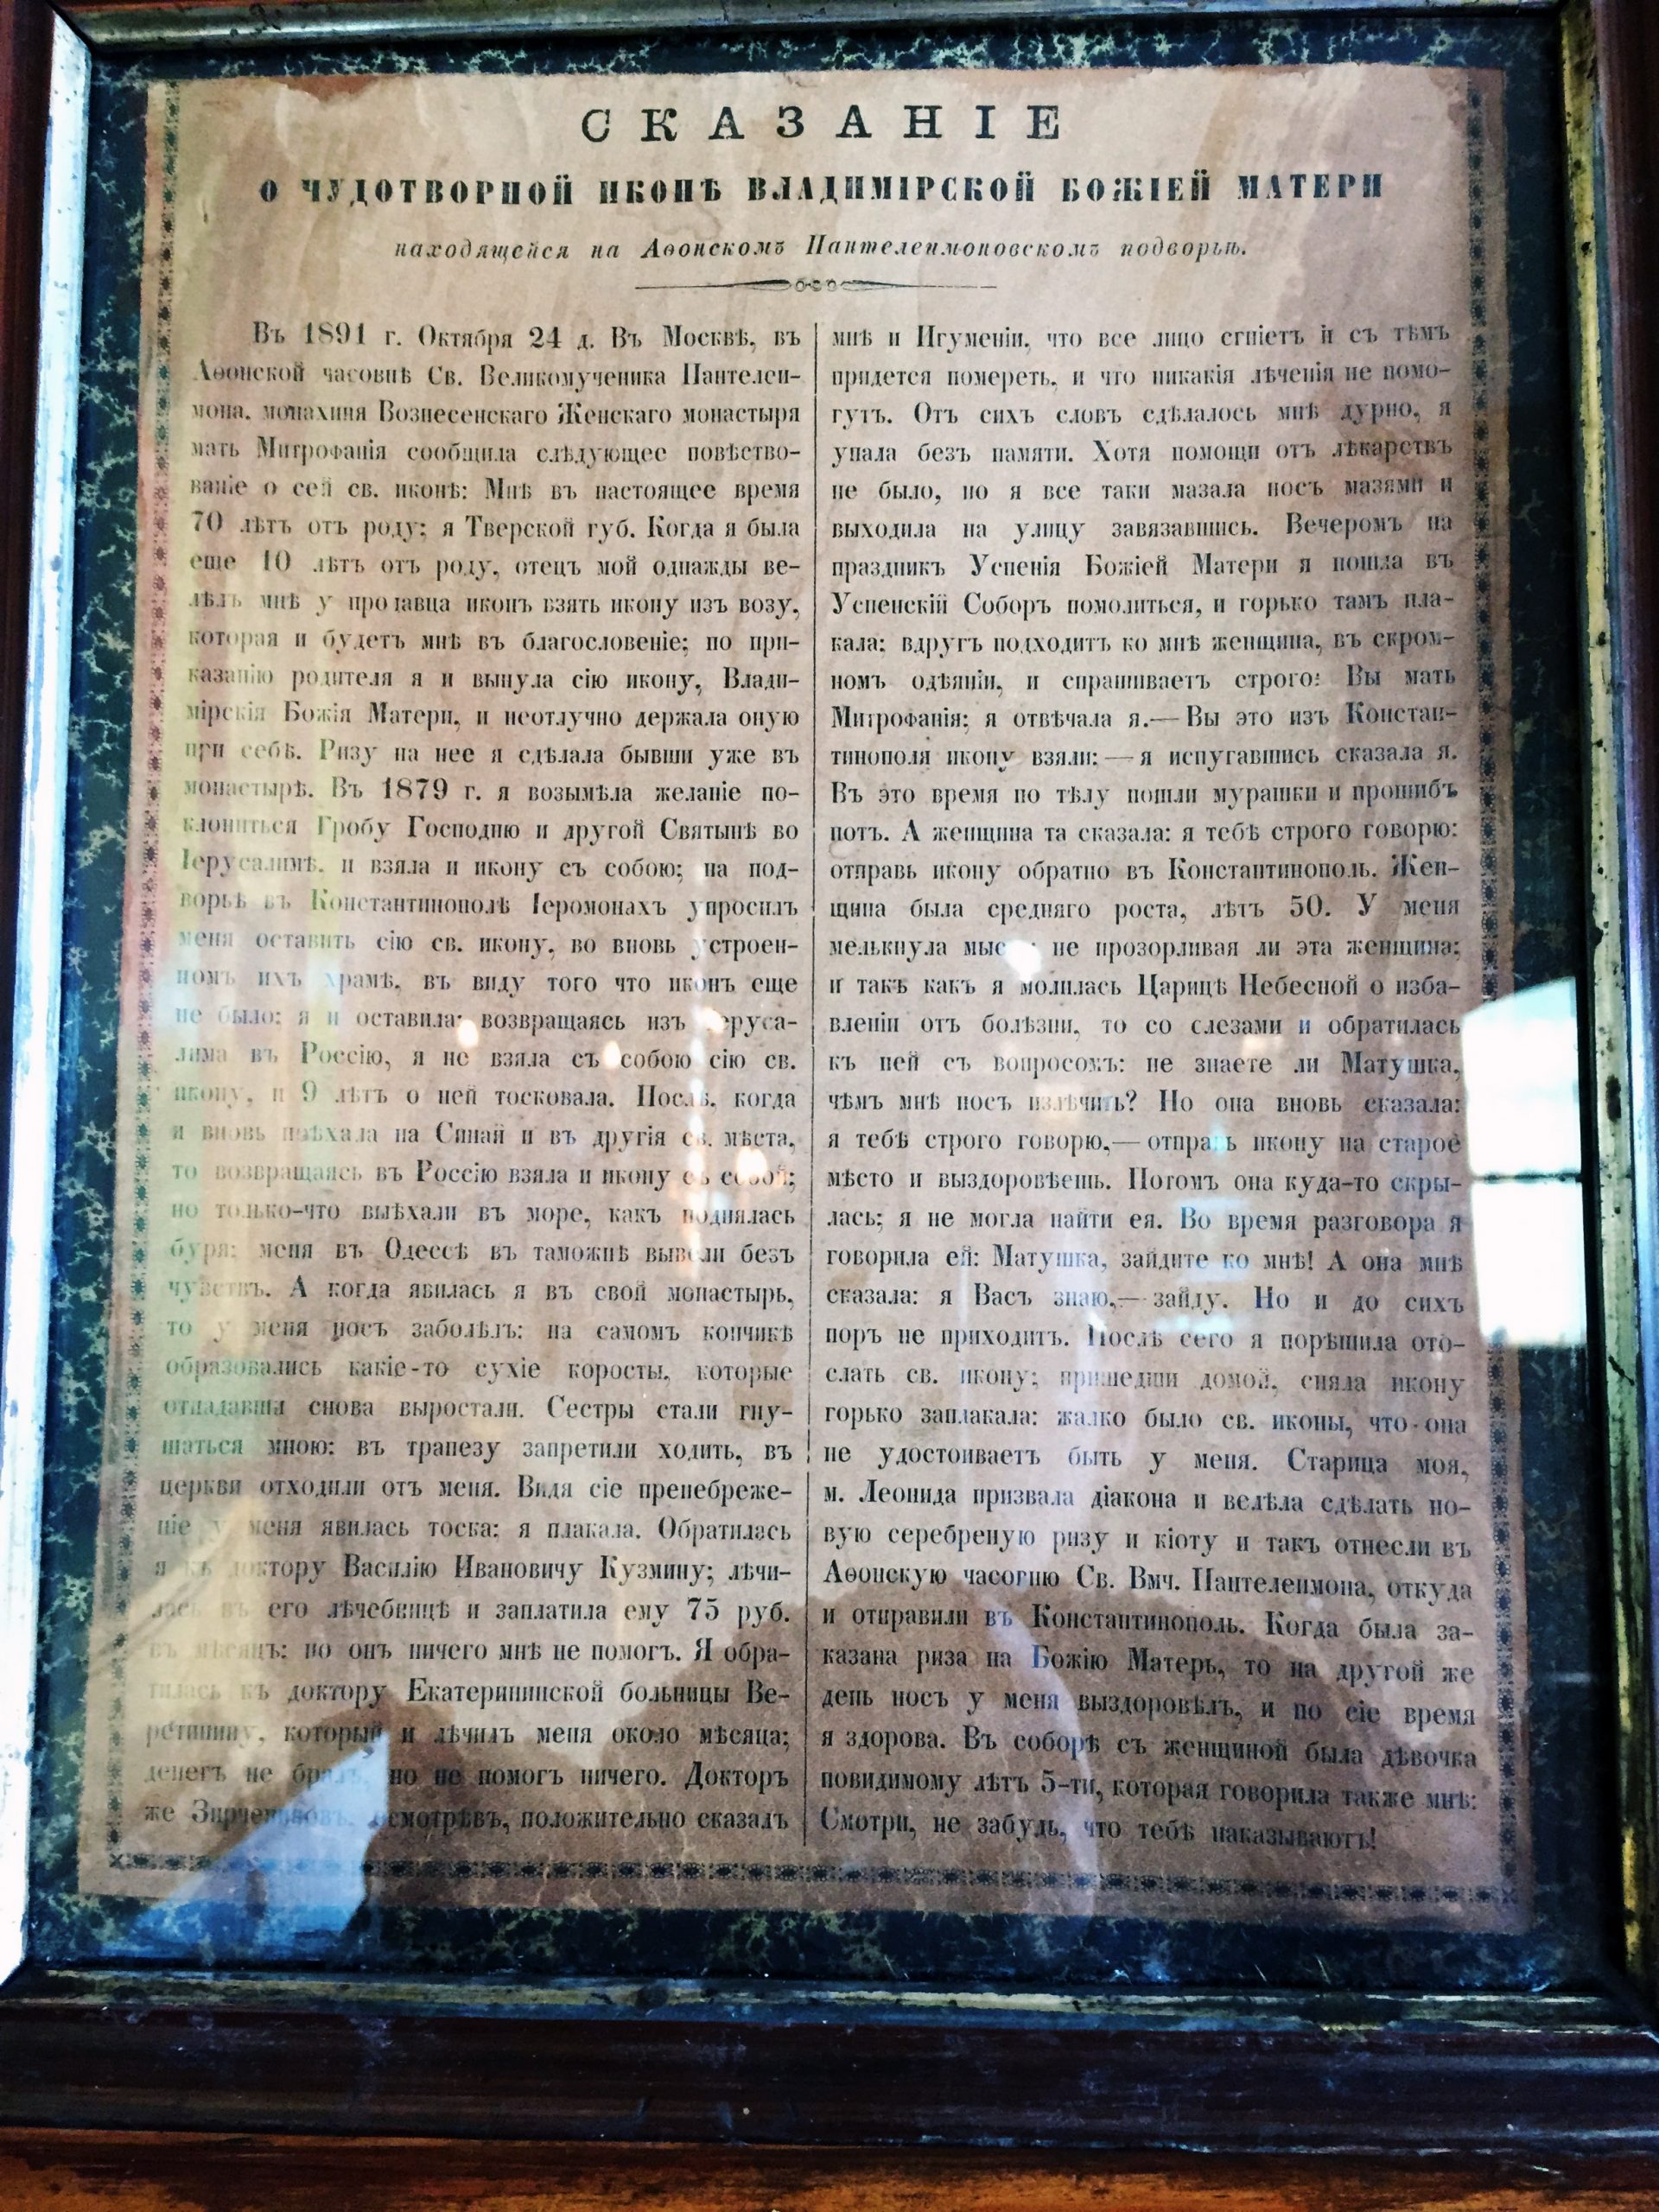 СКАЗАНІЕ
О ЧУДОТВОРНОЙ ИКОНѢ ВЛАДИМІРСКОЙ БОЖІЕЙ МАТЕРИ
находящейся на Аѳонскомъ Пантелеимоновскомъ подворьѣ.
Въ 1891 г. Октября 24 д. Въ Москвѣ, въ
Аѳонской часовнѣ Св. Великомученика Пантелеи-
мона, монахиня Вознесенскаго Женскаго монастыря
мать Митрофанія сообщила слѣдующее повѣство-
ваніе о сей св. иконѣ: Мнѣ въ настоящее время
70 лѣтъ отъ роду; я Тверской губ. Когда я была
еще 10 лѣтъ отъ роду, отецъ мой однажды ве-
лѣлъ мнѣ у продавца иконъ взять икону изъ возу,
которая и будетъ мнѣ въ благословеніе; по при-
казанію родителя я и вынула сію икону, Влади-
мірскія Божія Матери, и неотлучно держала оную
при себѣ. Ризу на нее я сдѣлала бывши уже въ
монастырѣ. Въ 1879 г. я возымѣла желаніе по-
клониться Гробу Господню и другой Святынѣ во
Іерусалимѣ, и взяла и икону съ собою; на под-
ворьѣ въ Константинополѣ Іеромонахъ упросилъ
меня оставить сію св. икону, во вновь устроен-
номъ ихъ храмѣ, въ виду того что иконъ еще
не было; я и оставила; возвращаясь изъ Іеруса-
лима въ Россію, я не взяла съ собою сію св.
икону, и 9 лѣтъ о ней тосковала. Послѣ, когда
я вновь поѣхала на Синай и въ другія св. мѣста,
то возвращаясь въ Россію взяла и икону съ собой;
но только-что выѣхали въ море, какъ поднялась
буря; меня въ Одессѣ въ таможнѣ вывели безъ
чувствъ. А когда явилась я въ свой монастырь,
то у меня носъ заболѣлъ: на самомъ кончикѣ
образовались какіе-то сухіе коросты, которые
отпадавши снова выростали. Сестры стали гну-
шаться мною: въ трапезу запретили ходить, въ
церкви отходили отъ меня. Видя сіе пренебреже-
ніе у меня явилась тоска: я плакала. Обратилась
я къ доктору Василію Ивановичу Кузмину; лѣчи-
лась въ его лѣчебницѣ и заплатила ему 75 руб.
въ мѣсяцъ; но онъ ничего мнѣ не помогъ. Я обра-
тилась къ доктору Екатерининской больницы Ве-
ретинину, который и лѣчилъ меня около мѣсяца;
денегъ не бралъ, но не помогъ ничего. Докторъ
же осмотрѣвъ, положительно сказалъ
мнѣ и Игуменіи, что все лицо сгніетъ и съ тѣмъ
придется помереть, и что никакія лѣченія не помо-
гутъ. Отъ сихъ словъ сдѣлалось мнѣ дурно, я
упала безъ памяти. Хотя помощи отъ лѣкарствъ
не было, но я все таки мазала носъ мазями и
выходила на улицу завязавшись. Вечеромъ на
праздникъ Успенія Божіей Матери я пошла въ
Успенскій Соборъ помолиться, и горько тамъ пла-
кала; вдругъ подходитъ ко мнѣ женщина, въ скром-
номъ одѣяніи, и спрашиваетъ строго: Вы мать
Митрофанія; я отвѣчала я.— Вы это изъ Констан-
тинополя икону взяли; — я испугавшись сказала я.
Въ это время по тѣлу пошли мурашки и прошибъ
потъ. А женщина та сказала: я тебѣ строго говорю:
отправь икону обратно въ Константинополь. Жен-
щина была средняго роста, лѣтъ 50. У меня
мелькнула мысль не прозорливая ли эта женщина;
и такъ какъ я молилась Царицѣ Небесной о изба-
вленіи отъ болѣзни, то со слезами и обратилась
къ ней съ вопросомъ: не знаете ли Матушка,
чѣмъ мнѣ носъ излѣчить? Но она вновь сказала:
я тебѣ строго говорю,— отправь икону на старое
мѣсто и выздоровѣешь. Потомъ она куда-то скры-
лась; я не могла найти ея. Во время разговора я
говорила ей: Матушка, зайдите ко мнѣ! А она мнѣ
сказала: я Васъ знаю,— зайду. Но и до сихъ
поръ не приходитъ. Послѣ сего я порѣшила ото-
слать св. икону; пришедши домой, сняла икону
горько заплакала: жалко было св. иконы, что-она
не удостоиваетъ быть у меня. Старица моя,
м. Леонида призвала діакона и велѣла сдѣлать но-
вую серебреную ризу и кіоту и такъ отнесли въ
Аѳонскую часовню Св. Вмч. Пантелеимона, откуда
и отправили въ Константинополь. Когда была за-
казана риза на Божію Матерь, то на другой же
день носъ у меня выздоровѣлъ, и по сіе время
я здорова. Въ соборѣ съ женщиной была дѣвочка
повидимому лѣтъ 5-ти, которая говорила также мнѣ:
Смотри, не забудь, что тебѣ наказываютъ!